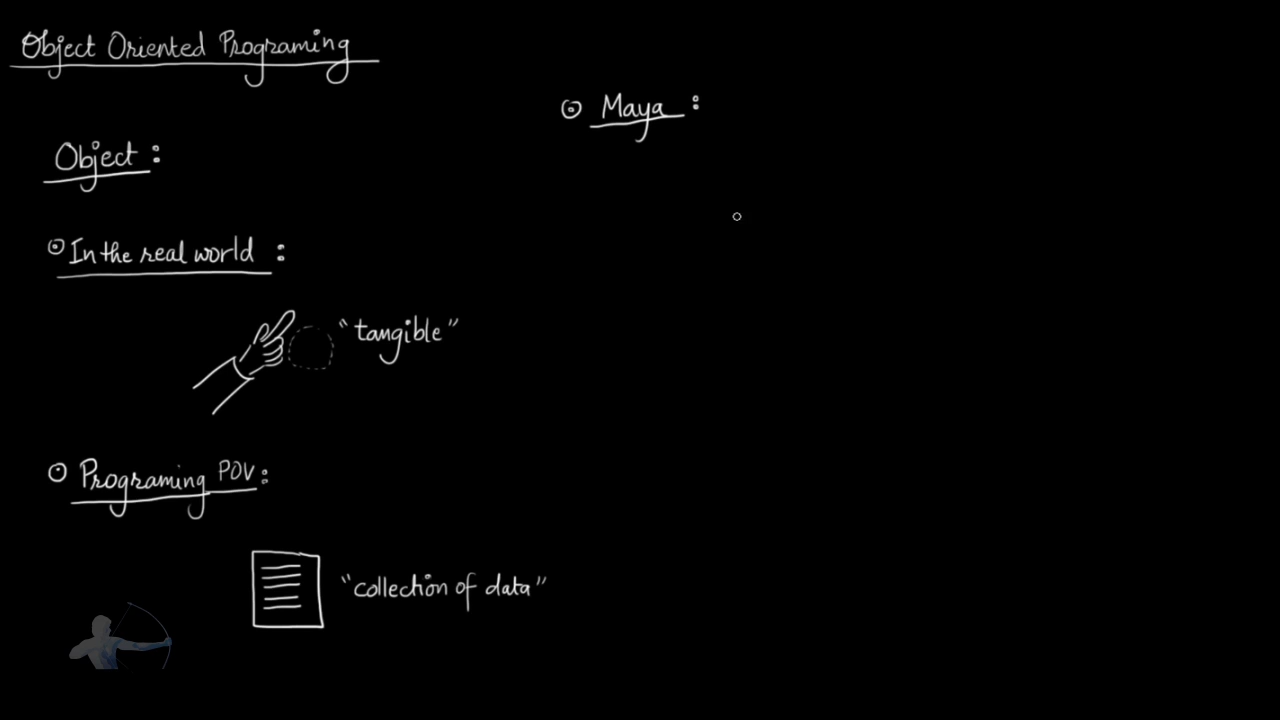 Object Oriented Programing
Object :
In the real world :
"tangible"
Programing POV :
"collection of data"
Maya :